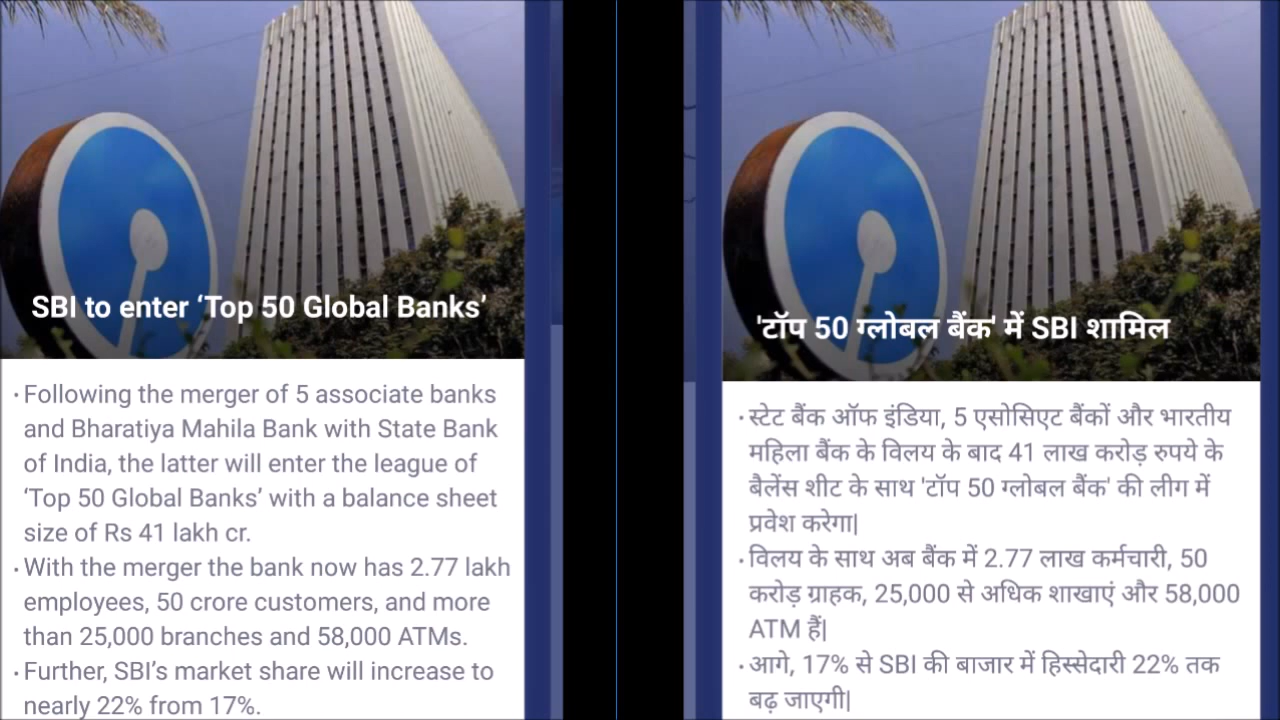 SBI to enter ‘Top 50 Global Banks’
· Following the merger of 5 associate banks
and Bharatiya Mahila Bank with State Bank
of India, the latter will enter the league of
‘Top 50 Global Banks’ with a balance sheet
size of Rs 41 lakh cr.
· With the merger the bank now has 2.77 lakh
employees, 50 crore customers, and more
than 25,000 branches and 58,000 ATMs.
· Further, SBI’s market share will increase to
nearly 22% from 17%.
'टॉप 50 ग्लोबल बैंक' में SBI शामिल
· स्टेट बैंक ऑफ इंडिया, 5 एसोसिएट बैंकों और भारतीय
महिला बैंक के विलय के बाद 41 लाख करोड़ रुपये के
बैलेंस शीट के साथ 'टॉप 50 ग्लोबल बैंक' की लीग में
प्रवेश करेगा|
· विलय के साथ अब बैंक में 2.77 लाख कर्मचारी, 50
करोड़ ग्राहक, 25,000 से अधिक शाखाएं और 58,000
ATM हैं|
· आगे, 17% से SBI की बाजार में हिस्सेदारी 22% तक
बढ़ जाएगी|